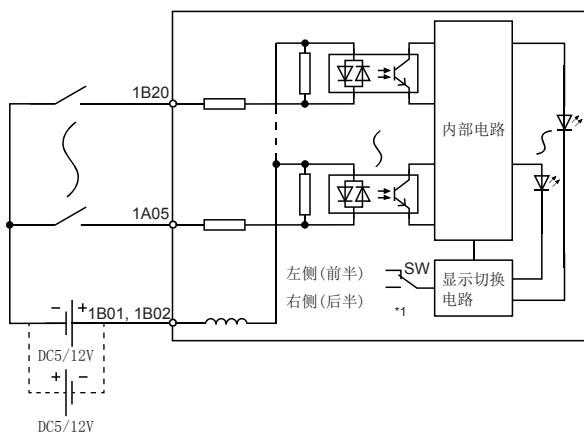 1B20
内部电路
1A05
左侧(前半)
SW
右侧(后半)
*1
显示切换
电路
− +
1B01, 1B02
DC5/12V
+ −
DC5/12V